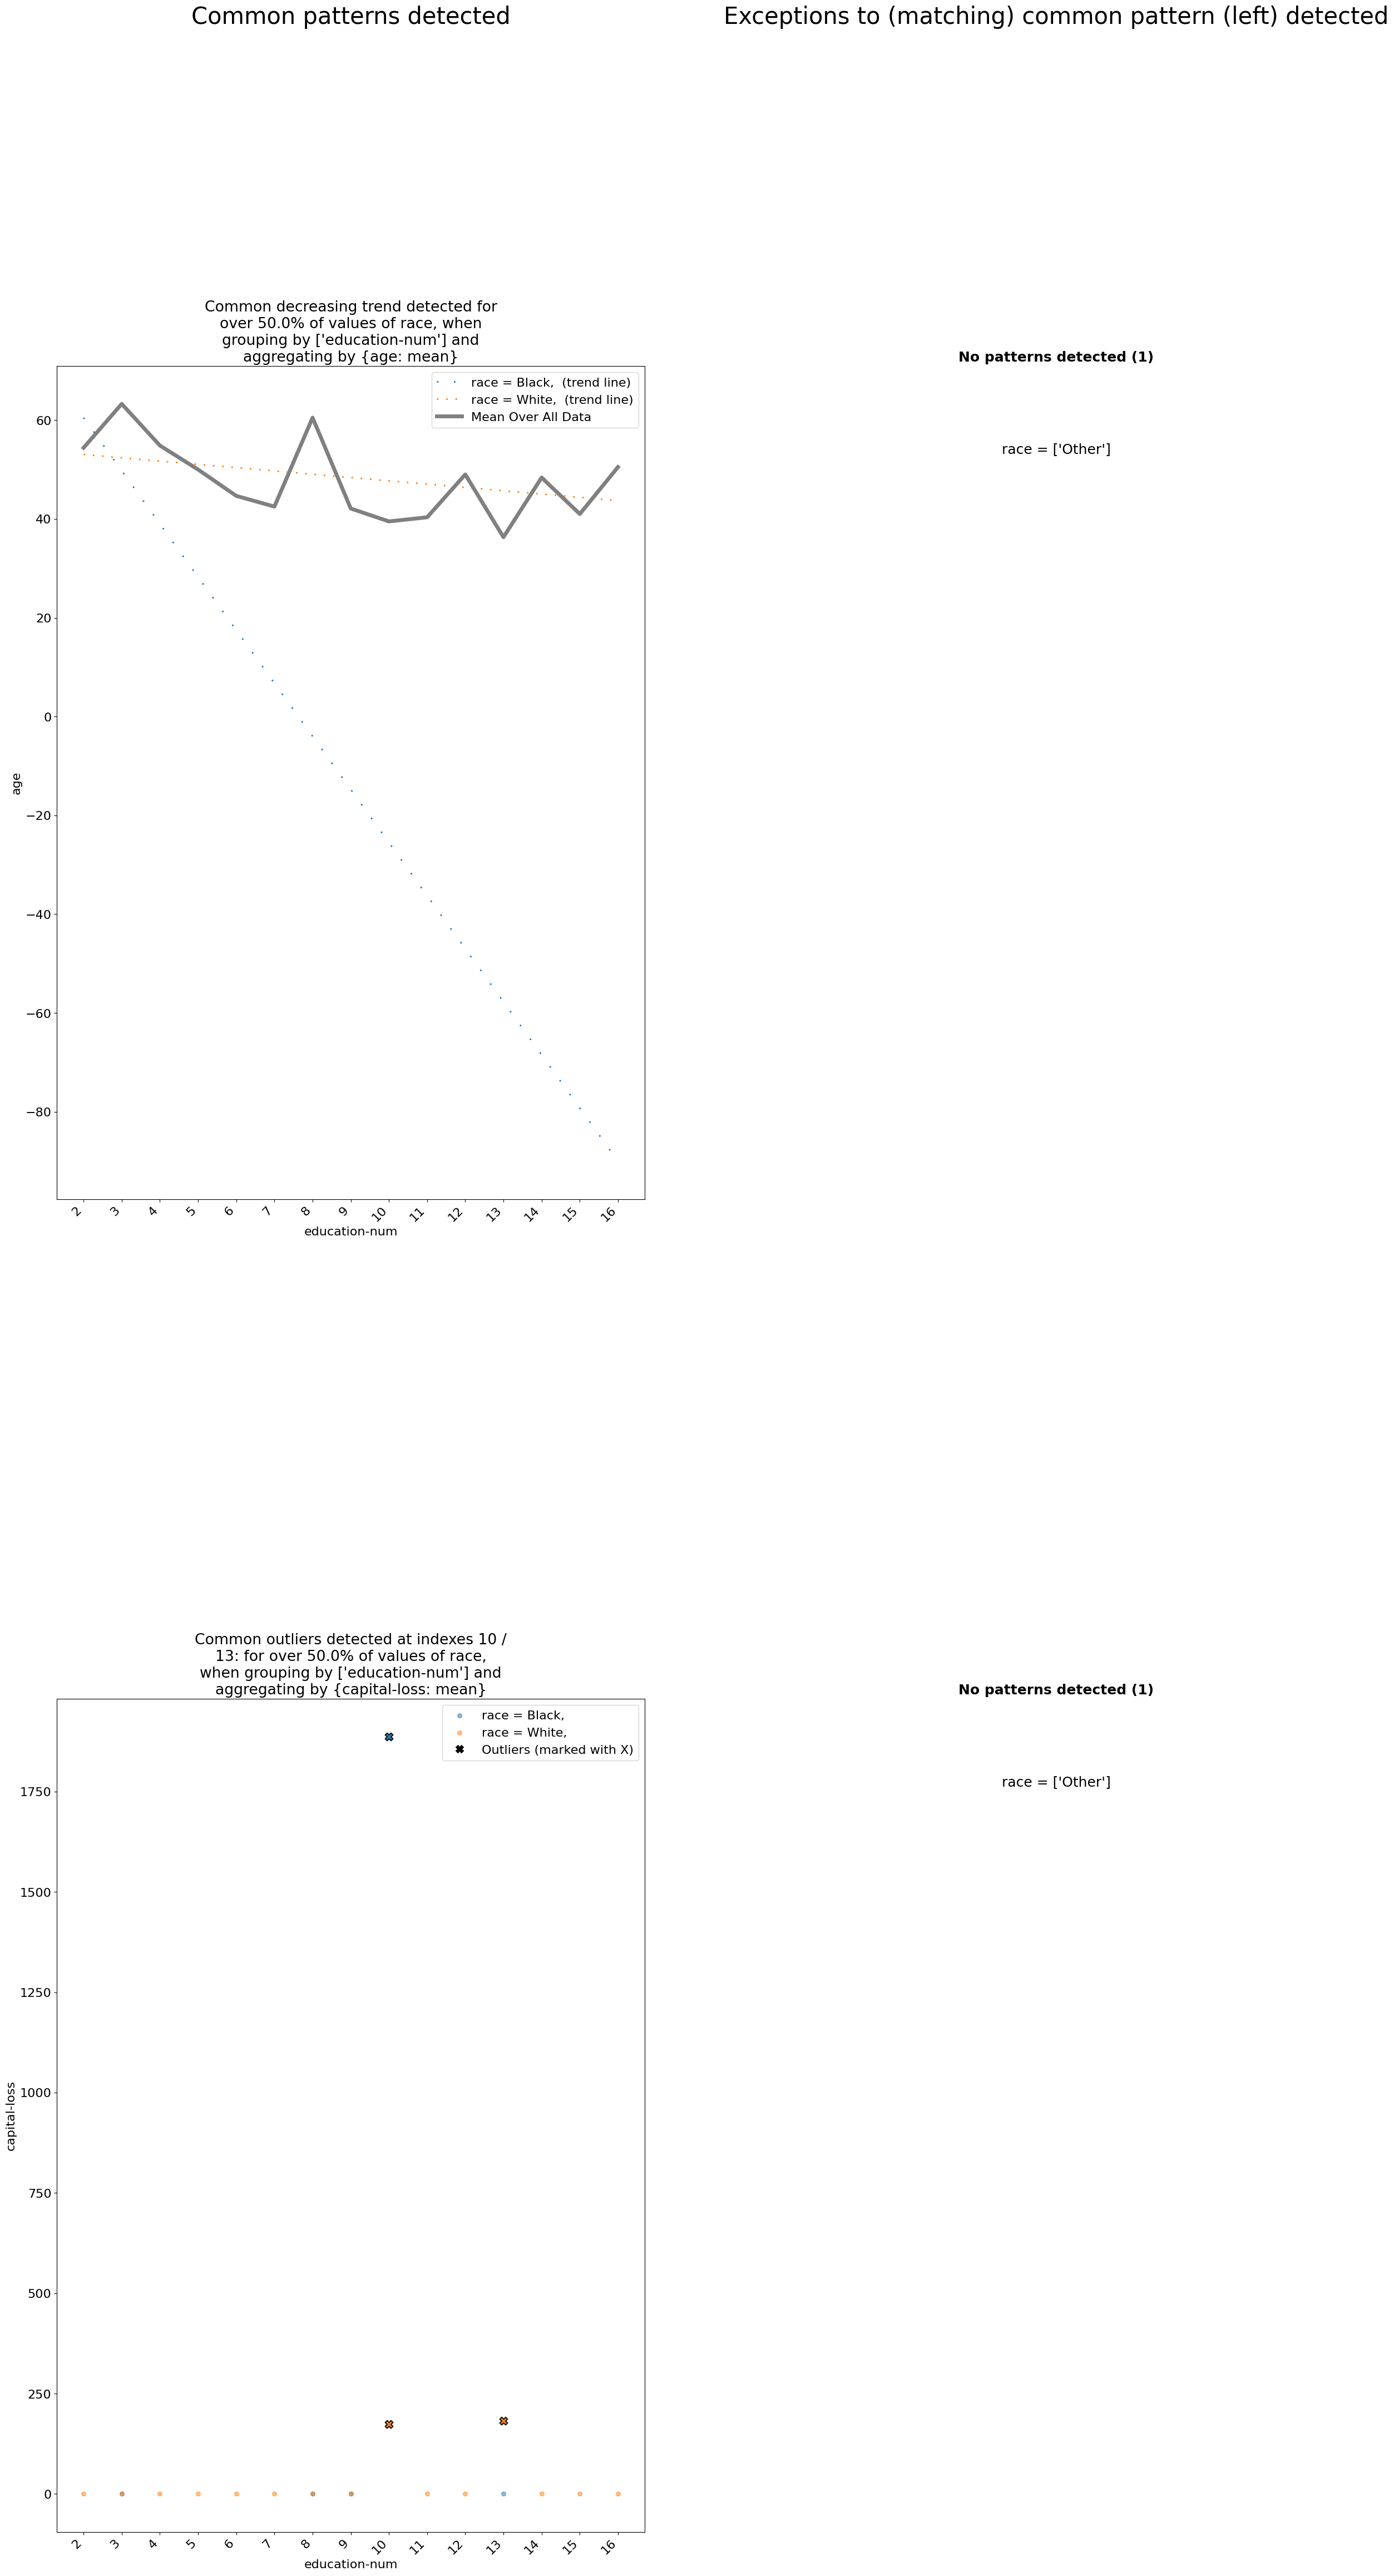 Common patterns detected
Exceptions to (matching) common pattern (left) detected
Common decreasing trend detected for
over 50.0% of values of race, when
grouping by ['education-num'] and
aggregating by {age: mean}
race = Black,  (trend line)
race = White,  (trend line)
Mean Over All Data
60
40
20
0
−20
−40
−60
−80
age
2
3
4
5
6
7
8
9
10
11
12
13
14
15
16
education-num
No patterns detected (1)
race = ['Other']
Common outliers detected at indexes 10 /
13: for over 50.0% of values of race,
when grouping by ['education-num'] and
aggregating by {capital-loss: mean}
race = Black,
race = White,
Outliers (marked with X)
1750
1500
1250
1000
750
500
250
0
capital-loss
2
3
4
5
6
7
8
9
10
11
12
13
14
15
16
education-num
No patterns detected (1)
race = ['Other']